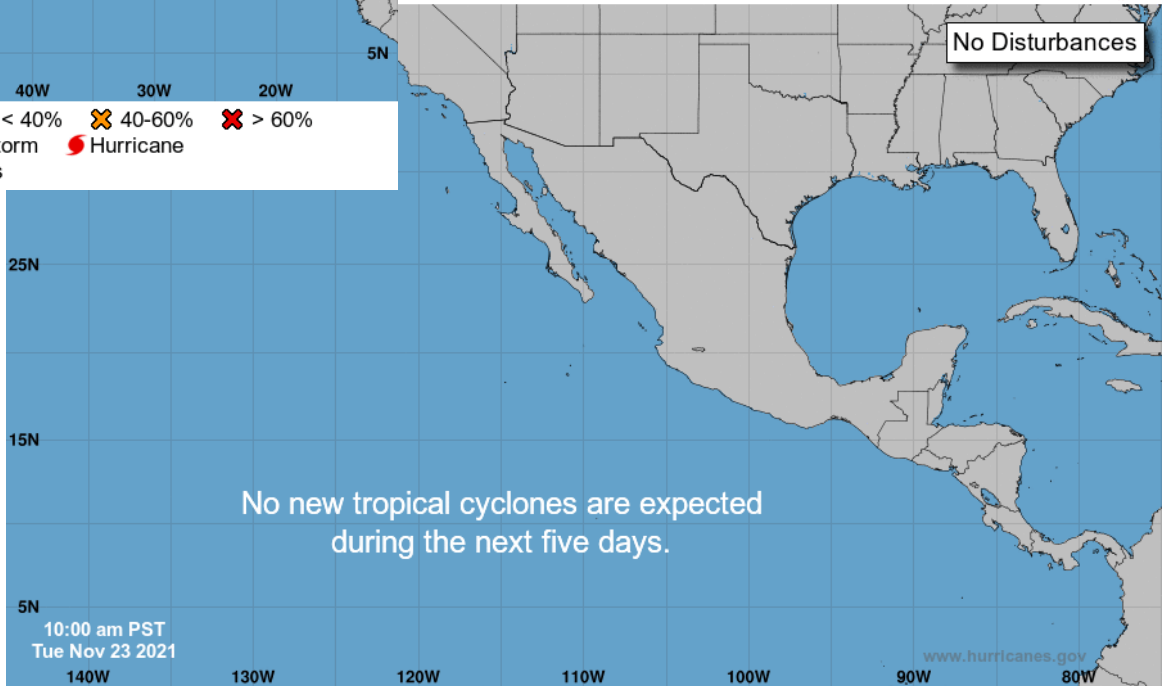 No Disturbances
5N
40W 30W 20W
< 40% 40-60% > 60%
orm Hurricane
s
25N
15N
No new tropical cyclones are expected
during the next five days.
5N
10:00 am PST
Tue Nov 23 2021
www.hurricanes.gov
140W 130W 120W 110W 100W 90W 80W